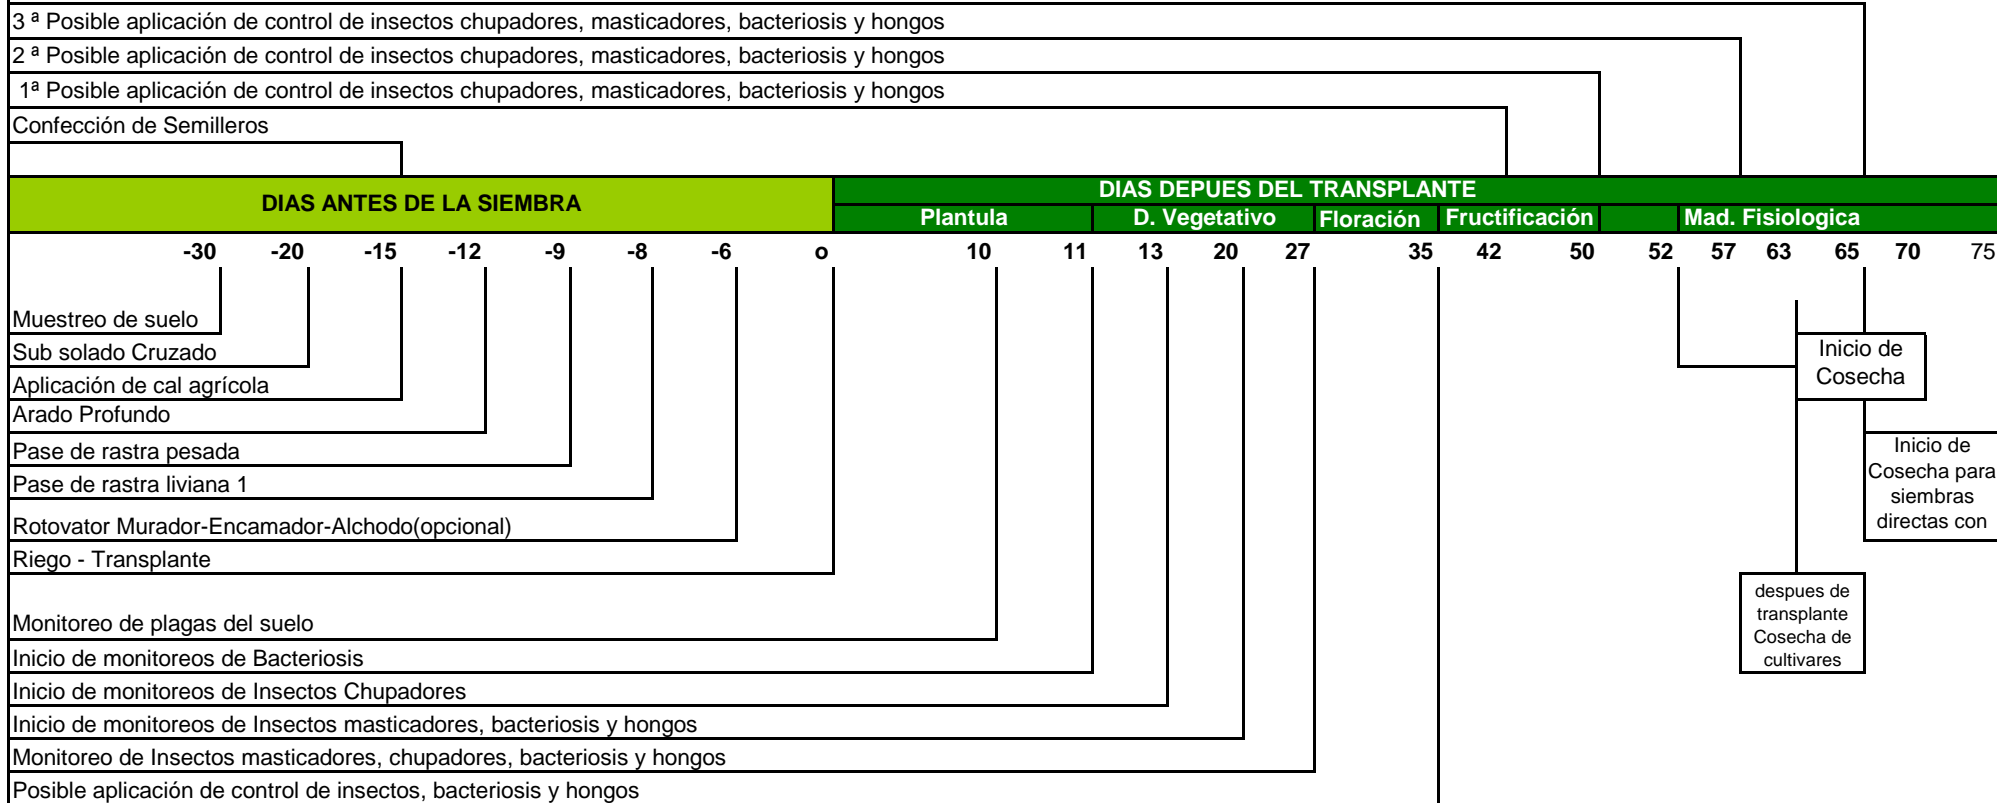 3 ª Posible aplicación de control de insectos chupadores, masticadores, bacteriosis y hongos
2 ª Posible aplicación de control de insectos chupadores, masticadores, bacteriosis y hongos
1ª Posible aplicación de control de insectos chupadores, masticadores, bacteriosis y hongos
Confección de Semilleros
DIAS ANTES DE LA SIEMBRA
DIAS DEPUES DEL TRANSPLANTE
Plantula D. Vegetativo Floración Fructificación Mad. Fisiologica
-30 -20 -15 -12 -9 -8 -6 o 10 11 13 20 27 35 42 50 52 57 63 65 70 75
Muestreo de suelo
Sub solado Cruzado
Aplicación de cal agrícola
Arado Profundo
Pase de rastra pesada
Pase de rastra liviana 1
Rotovator Murador-Encamador-Alchodo(opcional)
Riego - Transplante
Inicio de
Cosecha
Inicio de
Cosecha para
siembras
directas con
despues de
transplante
Cosecha de
cultivares
Monitoreo de plagas del suelo
Inicio de monitoreos de Bacteriosis
Inicio de monitoreos de Insectos Chupadores
Inicio de monitoreos de Insectos masticadores, bacteriosis y hongos
Monitoreo de Insectos masticadores, chupadores, bacteriosis y hongos
Posible aplicación de control de insectos, bacteriosis y hongos